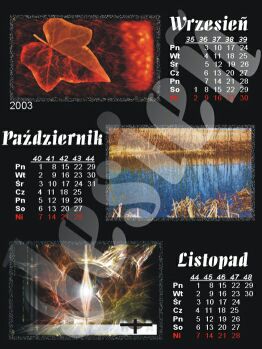 Wrzesień
35 36 37 38 39
Pn 3 10 17 24
Wt 4 11 18 25
Śr 5 12 19 26
Cz 6 13 20 27
Pn 7 14 21 28
So 1 8 15 22 29
Ni 2 9 16 30
2003
Październik
40 41 42 43 44
Pn 1 8 15 22 29
Wt 2 9 16 23 30
Śr 3 10 17 24 31
Cz 4 11 18 25
Pn 5 12 19 26
So 6 13 20 27
Ni 7 14 21 28
Listopad
44 45 46 47 48
Pn 1 8 15 22 29
Wt 2 9 16 23 30
Śr 3 10 17 24
Cz 4 11 18 25
Pn 5 12 19 26
So 6 13 20 27
Ni 7 14 21 28